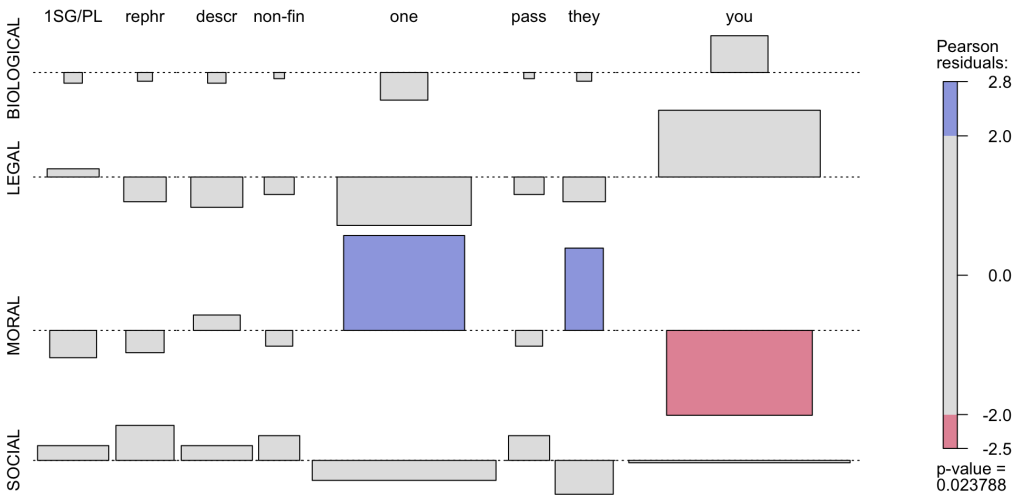 1SG/PL rephr descr non-fin one pass they you
BIOLOGICAL
LEGAL
MORAL
SOCIAL
Pearson
residuals:
2.8
2.0
0.0
-2.0
-2.5
p-value =
0.023788